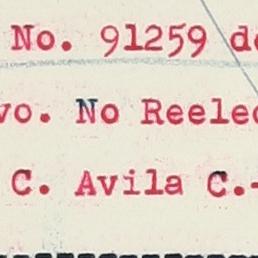 No. 91259 de
vo. No Reelec
C. Avila C.-